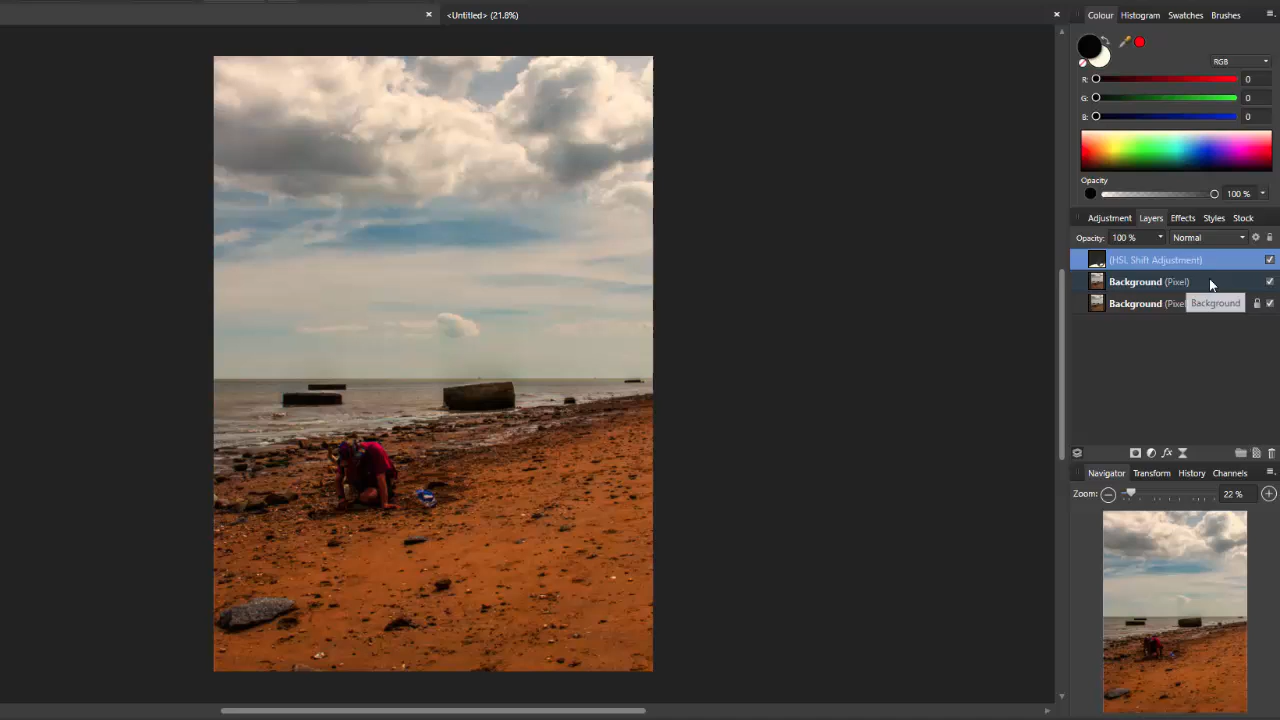 <Untitled> (21.8%)
Colour Histogram Swatches Brushes
RGB
R: 0
G: 0
B: 0
Opacity
100 %
Adjustment Layers Effects Styles Stock
Opacity: 100 % Normal
(HSL Shift Adjustment)
Background (Pixel)
Background (Pixel
Background
Navigator Transform History Channels
Zoom: 22 %